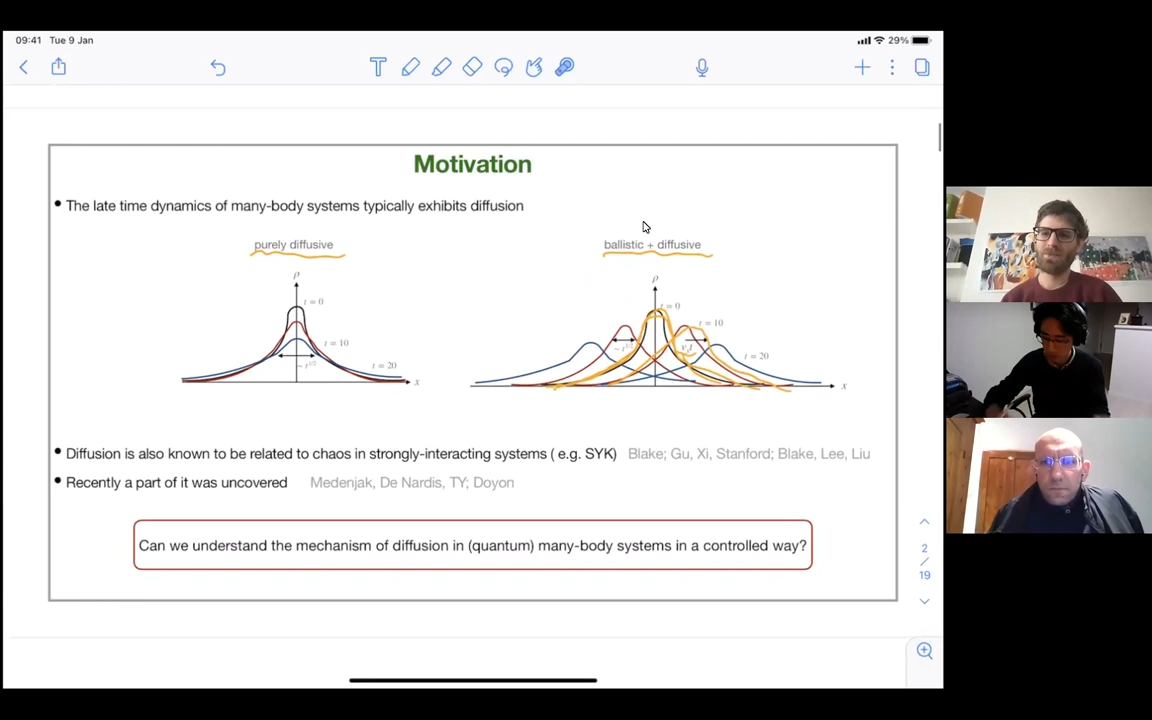 09:41 Tue 9 Jan
29%
Motivation
• The late time dynamics of many-body systems typically exhibits diffusion
purely diffusive
ballistic + diffusive
ρ
t = 0
t = 10
t = 20
~ t^{1/2}
x
ρ
t = 0
t = 10
t = 20
x
• Diffusion is also known to be related to chaos in strongly-interacting systems ( e.g. SYK) Blake; Gu, Xi, Stanford; Blake, Lee, Liu
• Recently a part of it was uncovered Medenjak, De Nardis, TY; Doyon
Can we understand the mechanism of diffusion in (quantum) many-body systems in a controlled way?
2
/
19